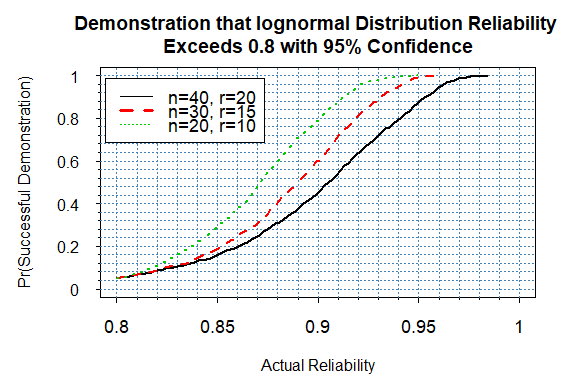 Demonstration that lognormal Distribution Reliability
Exceeds 0.8 with 95% Confidence
Pr(Successful Demonstration)
1
0.8
0.6
0.4
0.2
0
n=40, r=20
n=30, r=15
n=20, r=10
0.8
0.85
0.9
0.95
1
Actual Reliability